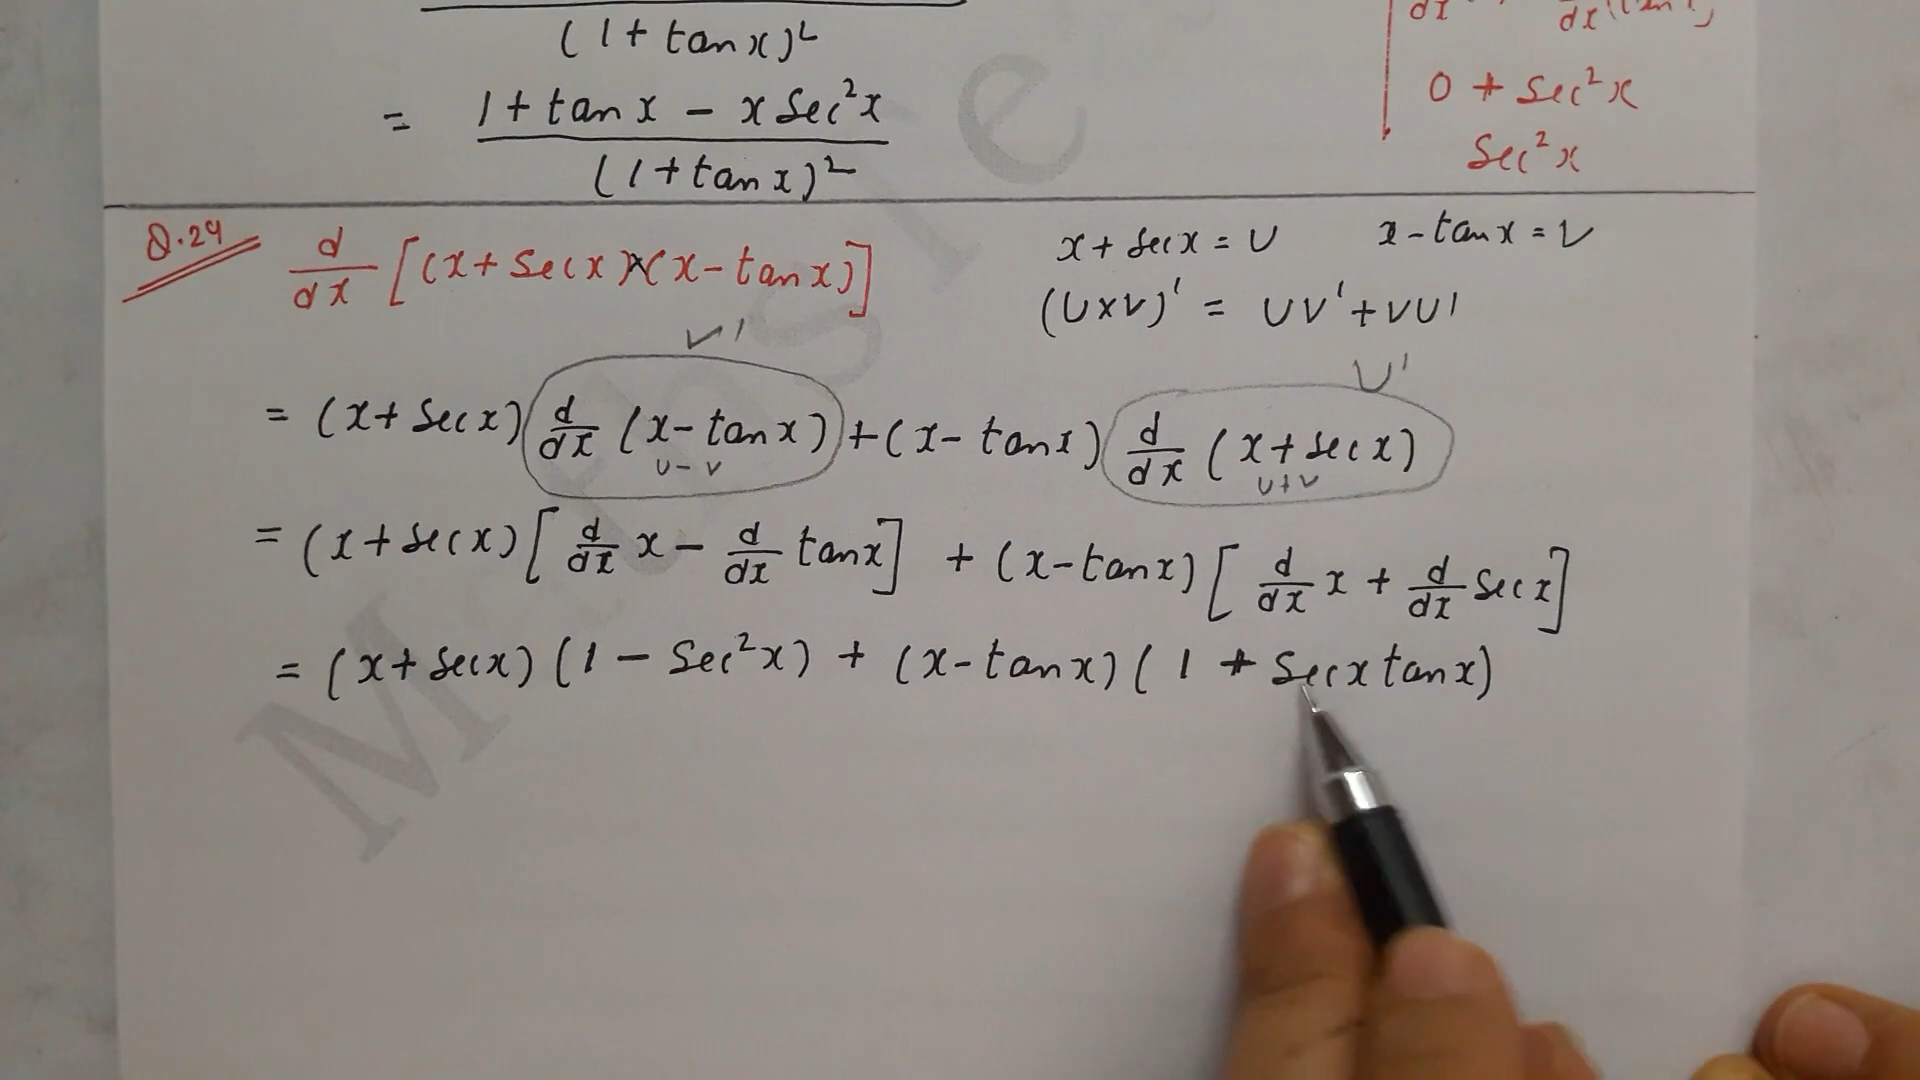 (1 + tan x)²
= 1 + tan x - x Sec²x
(1 + tan x)²
0 + Sec²x
Sec²x
Q.24 d/dx [(x + Sec x)×(x - tan x)]
x + Sec x = U x - tan x = V
(U×V)' = UV' + VU'
V'
U'
= (x + Sec x) d/dx (x - tan x) + (x - tan x) d/dx (x + Sec x)
U - V U + V
= (x + Sec x) [d/dx x - d/dx tan x] + (x - tan x) [d/dx x + d/dx Sec x]
= (x + Sec x) (1 - Sec²x) + (x - tan x) (1 + Sec x tan x)